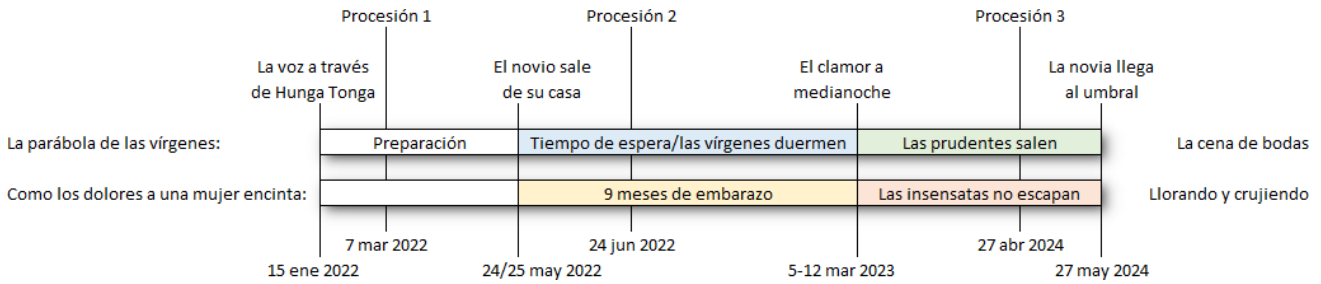 Procesión 1
Procesión 2
Procesión 3
La voz a través
de Hunga Tonga
El novio sale
de su casa
El clamor a
medianoche
La novia llega
al umbral
La parábola de las vírgenes:
Preparación
Tiempo de espera/las vírgenes duermen
Las prudentes salen
La cena de bodas
Como los dolores a una mujer encinta:
9 meses de embarazo
Las insensatas no escapan
Llorando y crujiendo
7 mar 2022
24 jun 2022
27 abr 2024
15 ene 2022
24/25 may 2022
5-12 mar 2023
27 may 2024